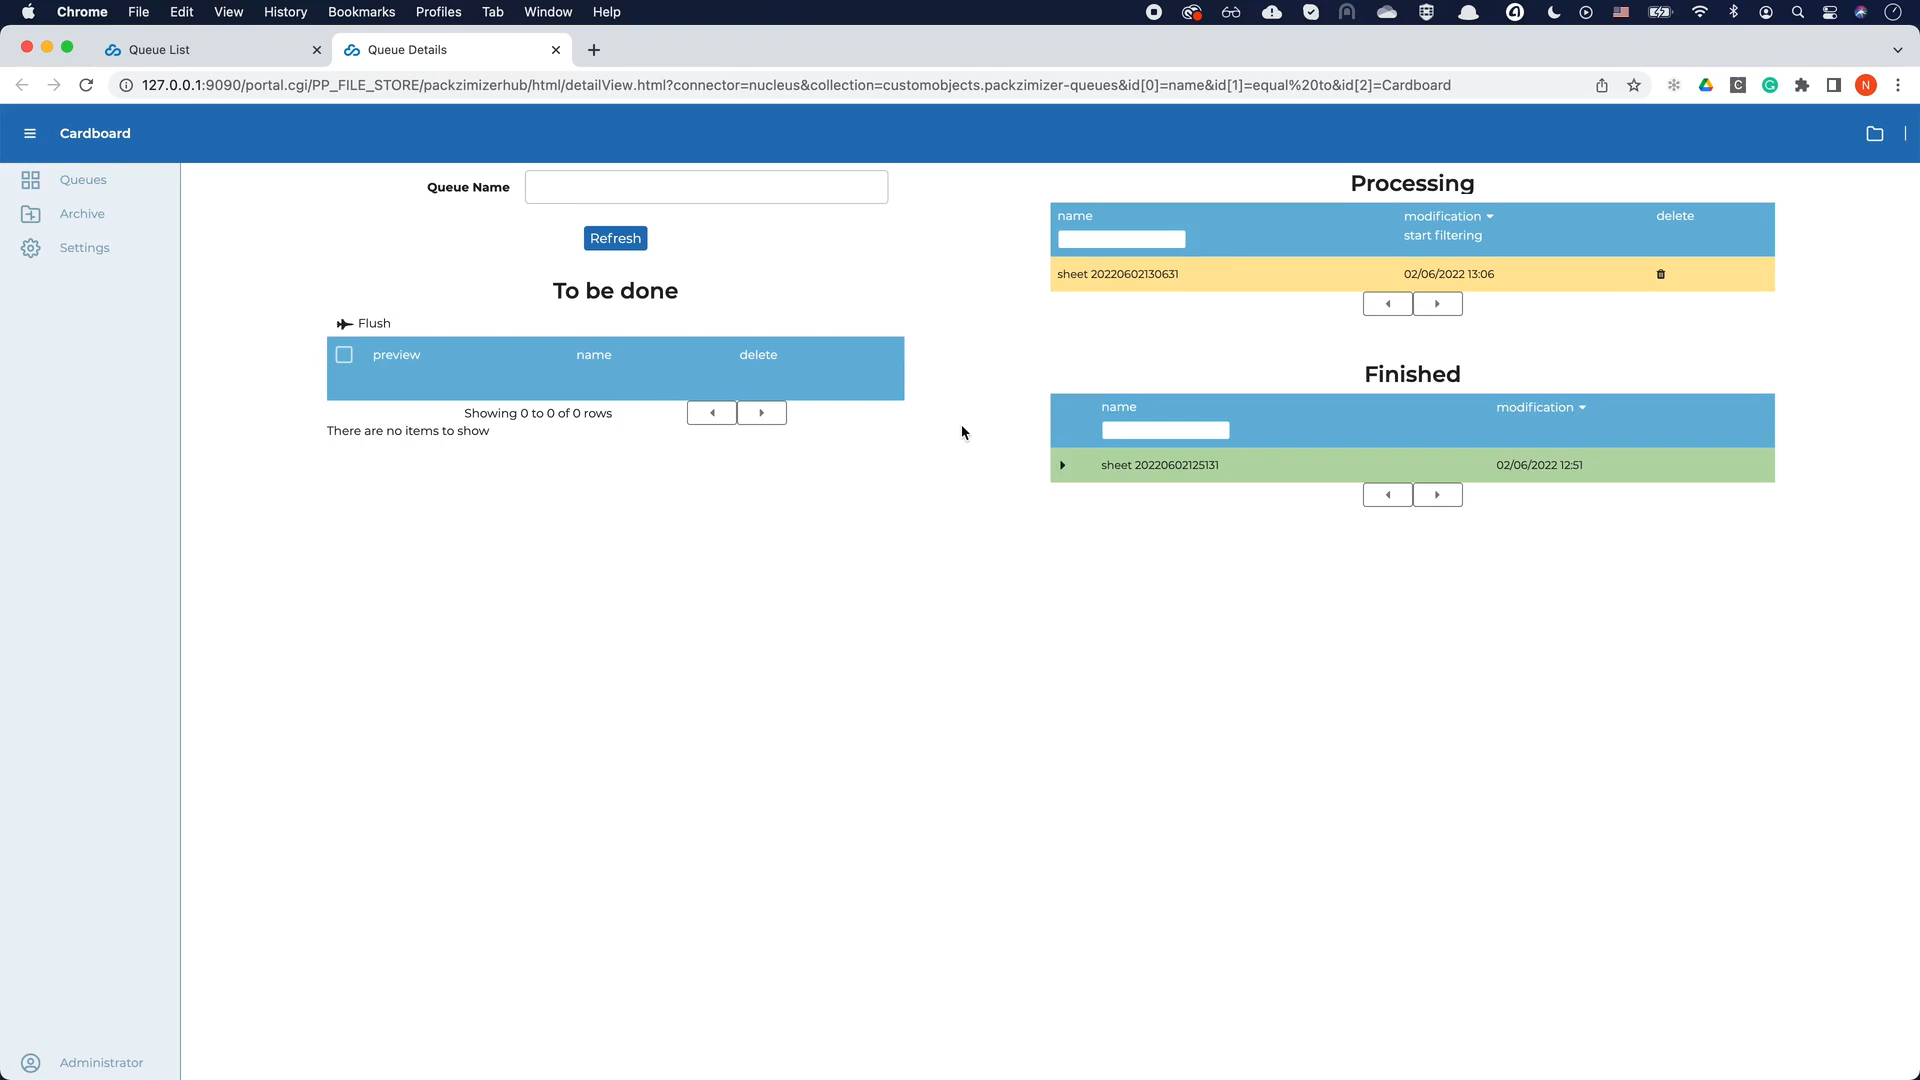 Chrome File Edit View History Bookmarks Profiles Tab Window Help
Queue List
Queue Details
127.0.0.1:9090/portal.cgi/PP_FILE_STORE/packzimizerhub/html/detailView.html?connector=nucleus&collection=customobjects.packzimizer-queues&id[0]=name&id[1]=equal%20to&id[2]=Cardboard
C
G
N
Cardboard
Queues
Archive
Settings
Queue Name
Refresh
To be done
Flush
preview name delete
Showing 0 to 0 of 0 rows
There are no items to show
Processing
name modification delete
start filtering
sheet 20220602130631 02/06/2022 13:06
Finished
name modification
sheet 20220602125131 02/06/2022 12:51
Administrator